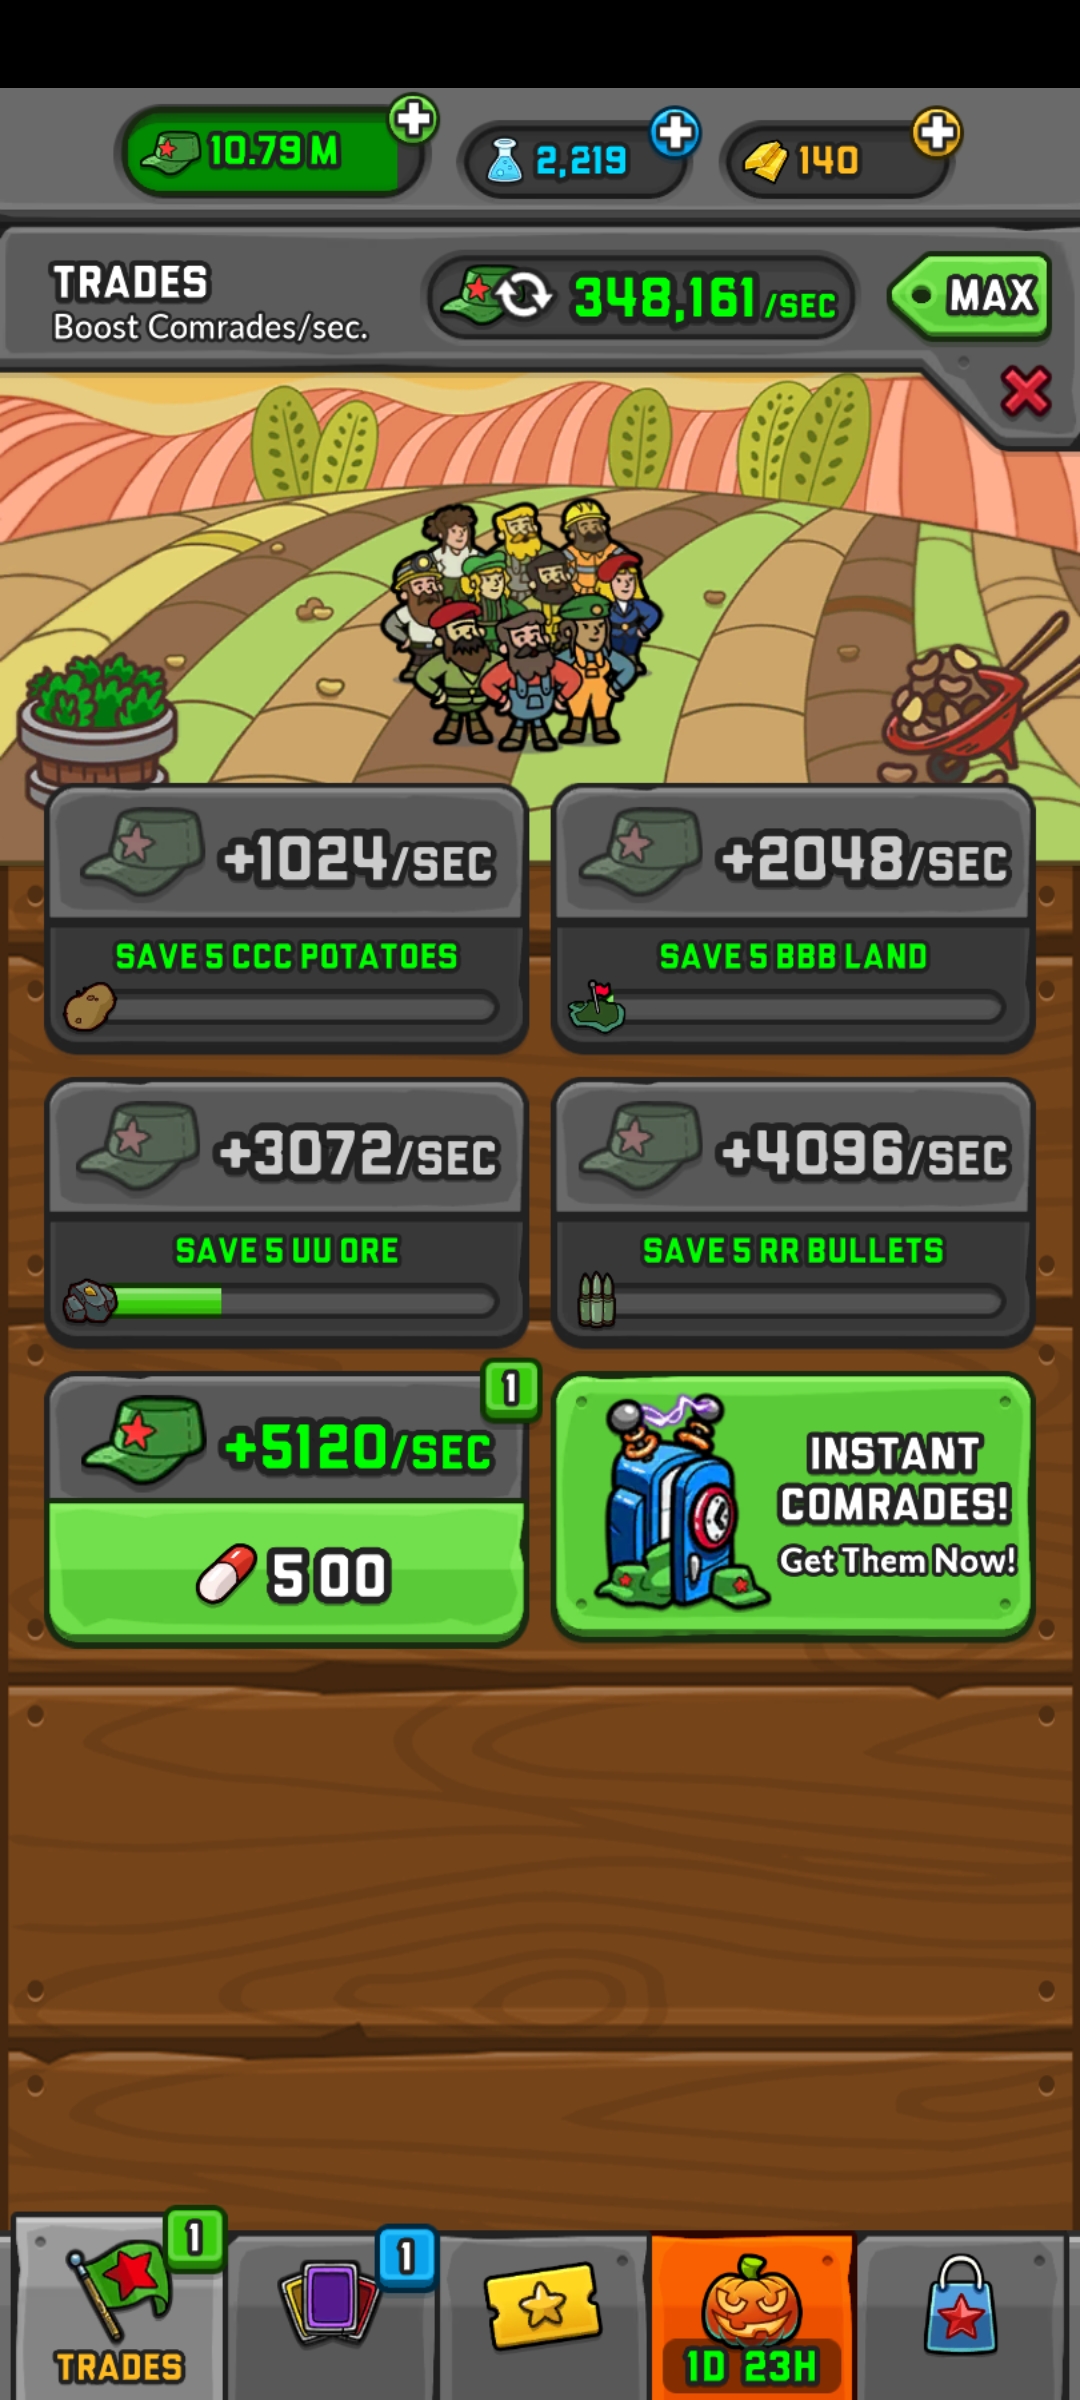 10.79 M
2,219
140
TRADES
Boost Comrades/sec.
348,161/SEC
MAX
+1024/SEC
SAVE 5 CCC POTATOES
+2048/SEC
SAVE 5 BBB LAND
+3072/SEC
SAVE 5 UU ORE
+4096/SEC
SAVE 5 RR BULLETS
1
+5120/SEC
500
INSTANT
COMRADES!
Get Them Now!
1
TRADES
1
1D 23H